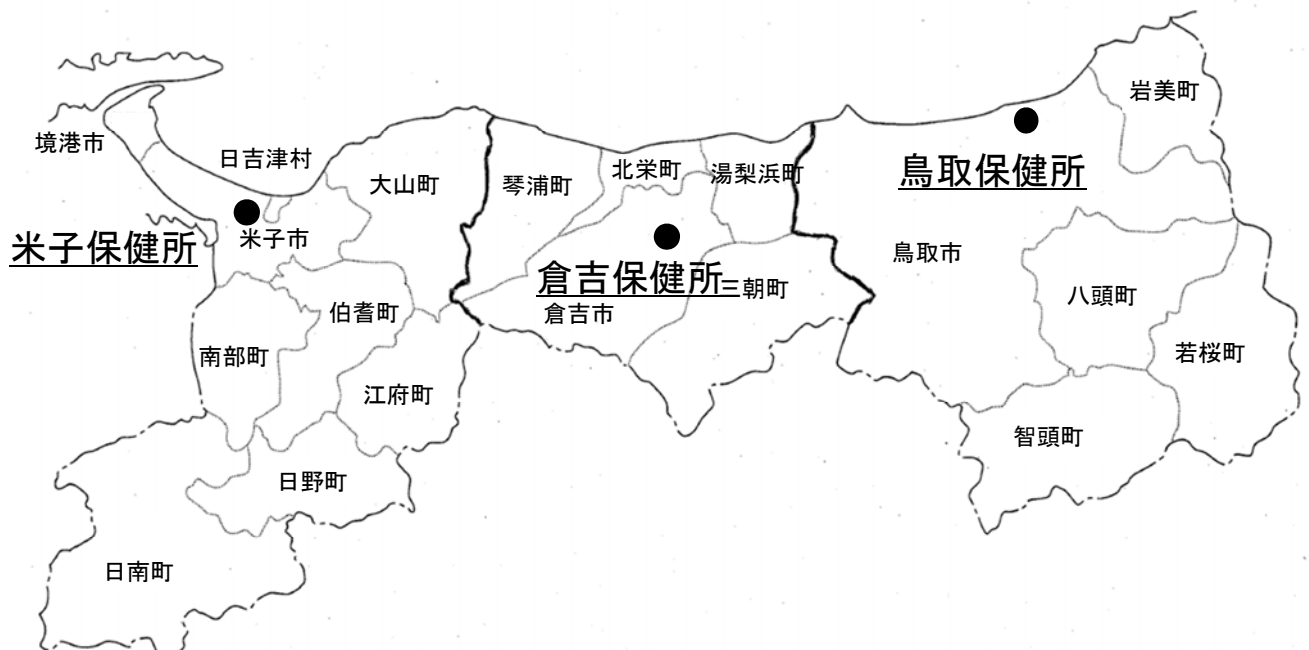 岩美町
境港市
日吉津村
大山町
琴浦町
北栄町
湯梨浜町
鳥取保健所
米子保健所
米子市
鳥取市
倉吉保健所
三朝町
八頭町
伯耆町
倉吉市
南部町
若桜町
江府町
智頭町
日野町
日南町